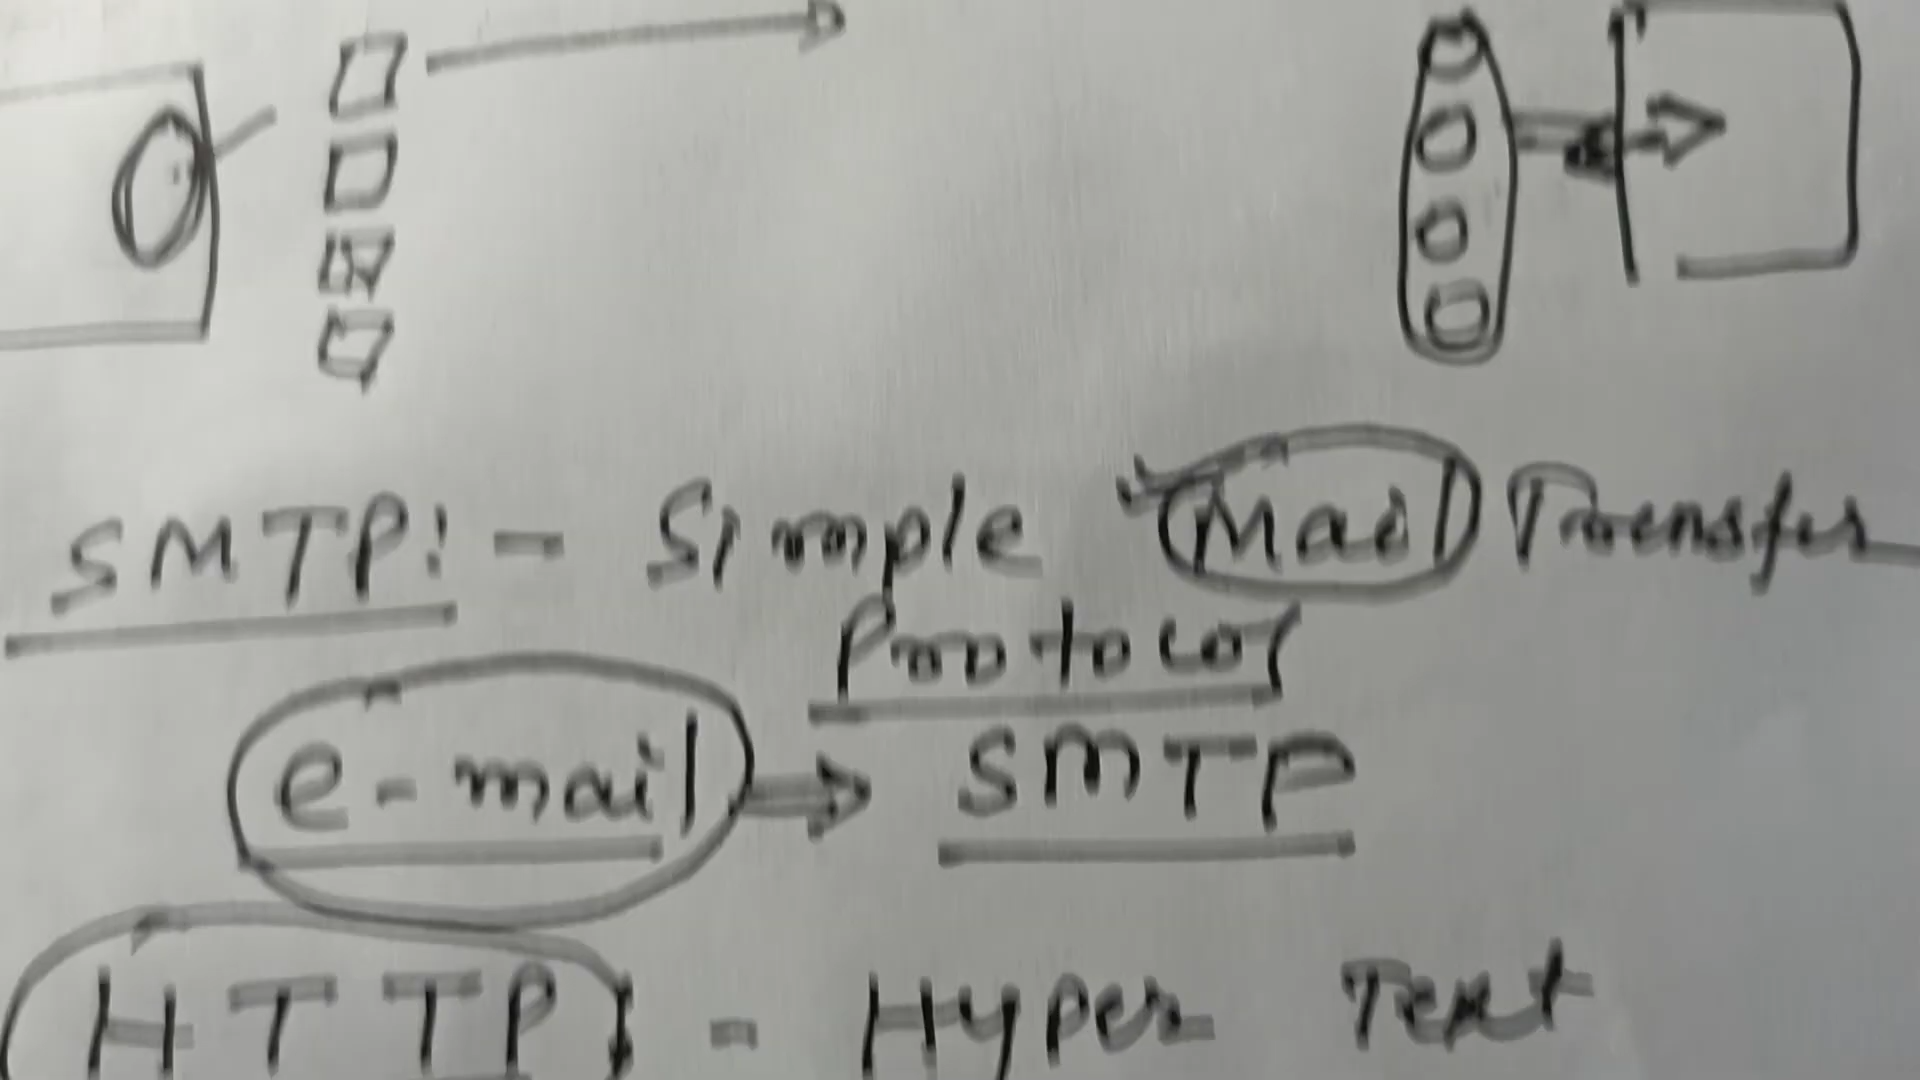 SMTP:- Simple Mail Transfer
Protocol
e-mail ⇒ SMTP
HTTP - Hyper Text